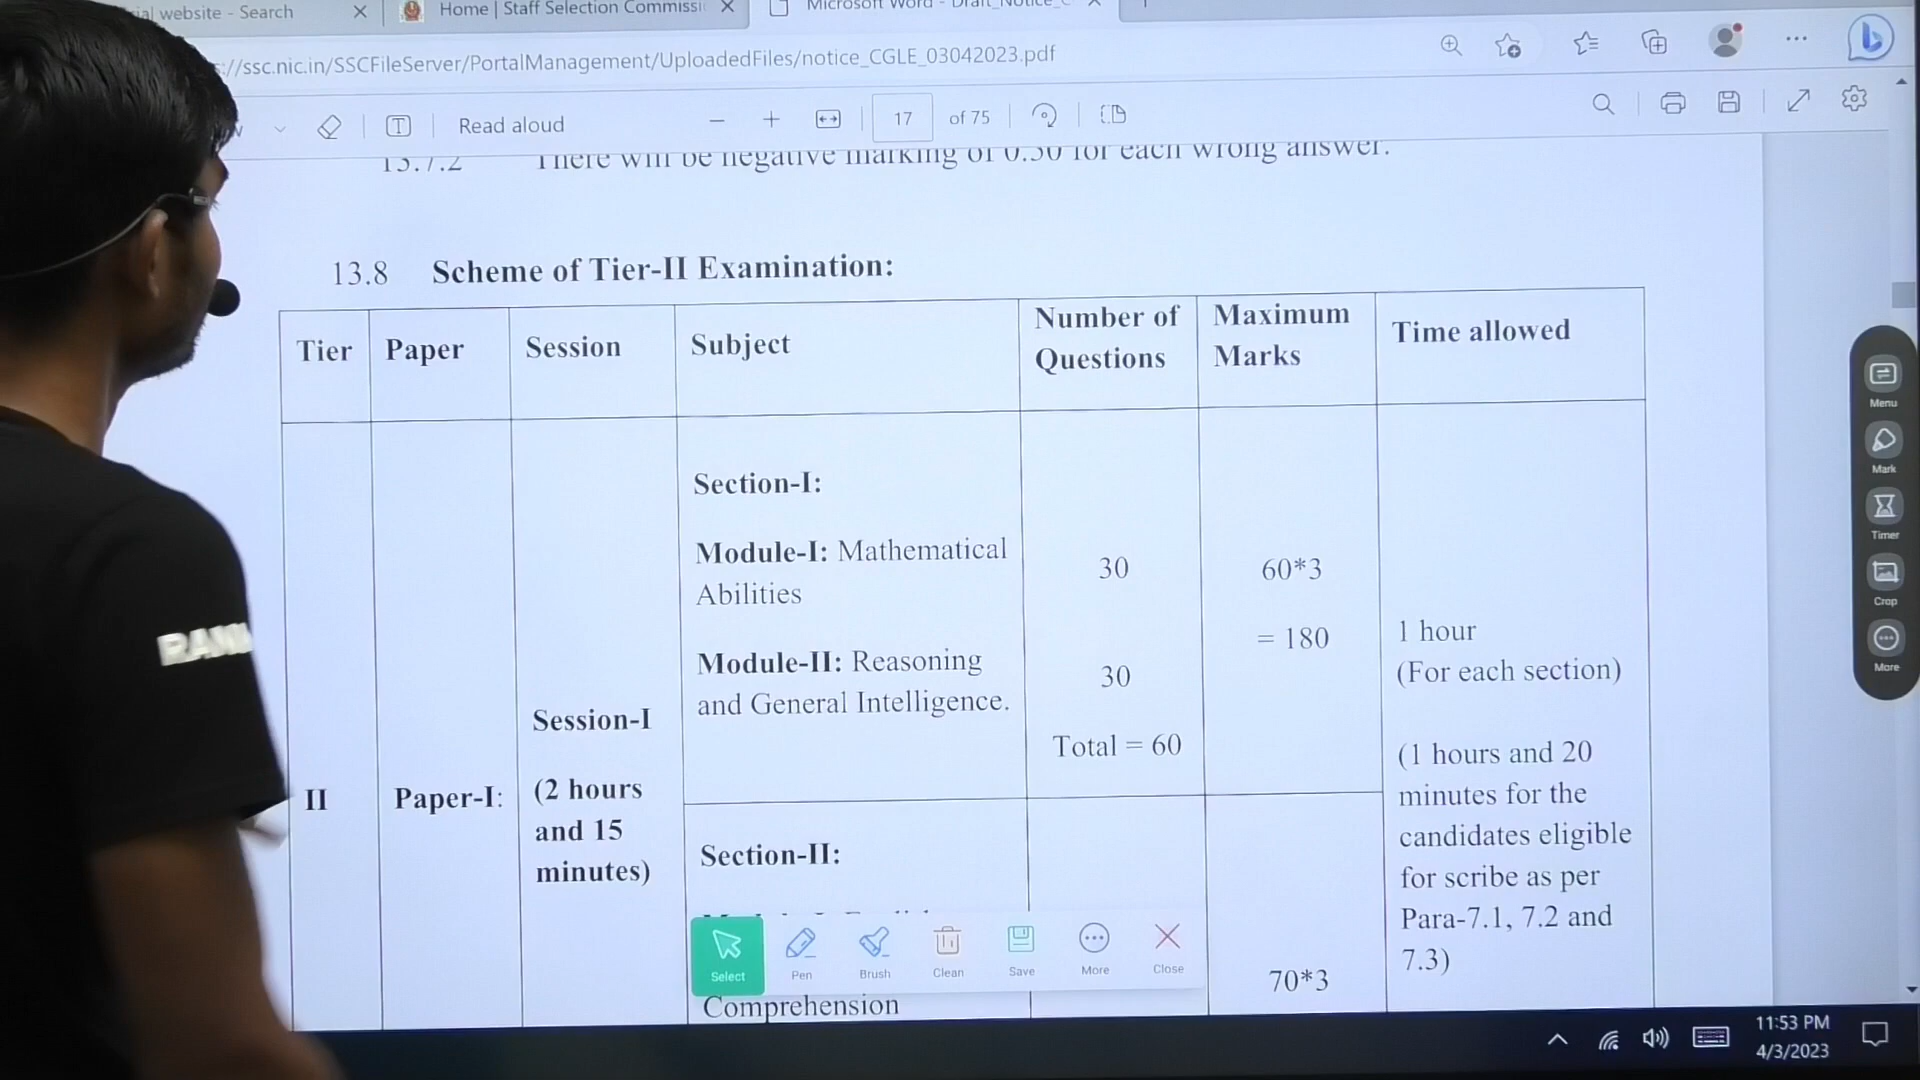 ial website - Search
Home | Staff Selection Commissi
Microsoft Word - Draft_Notice_C
://ssc.nic.in/SSCFileServer/PortalManagement/UploadedFiles/notice_CGLE_03042023.pdf
Read aloud
17 of 75
13.7.2 There will be negative marking of 0.50 for each wrong answer.
13.8 Scheme of Tier-II Examination:
Tier
Paper
Session
Subject
Number of
Questions
Maximum
Marks
Time allowed
II
Paper-I:
Session-I
(2 hours
and 15
minutes)
Section-I:
Module-I: Mathematical
Abilities
Module-II: Reasoning
and General Intelligence.
30
30
Total = 60
60*3
= 180
1 hour
(For each section)
(1 hours and 20
minutes for the
candidates eligible
for scribe as per
Para-7.1, 7.2 and
7.3)
Section-II:
Comprehension
70*3
Select
Pen
Brush
Clean
Save
More
Close
Menu
Mark
Timer
Crop
More
11:53 PM
4/3/2023